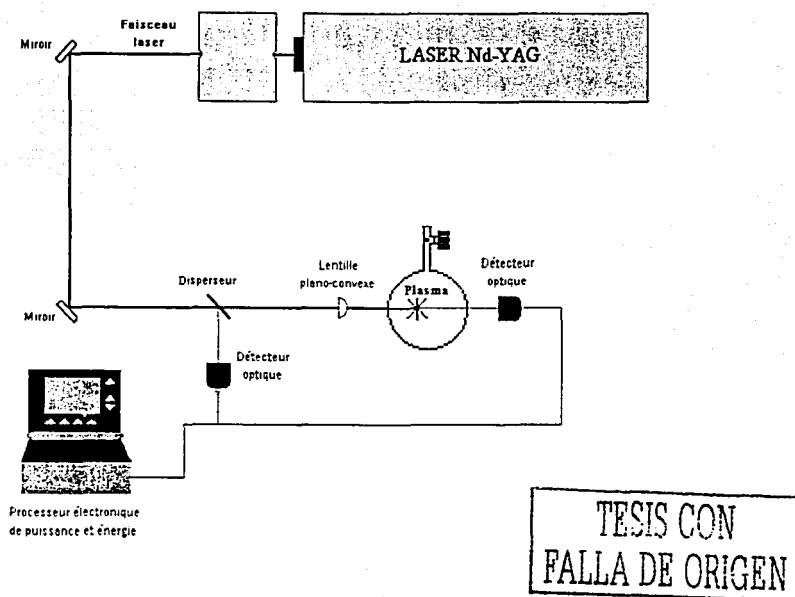 Faisceau
laser
Miroir
LASER Nd-YAG
Lentille
plano-convexe
Disperseur
Plasma
Détecteur
optique
Miroir
Détecteur
optique
Processeur électronique
de puissance et énergie
TESIS CON
FALLA DE ORIGEN